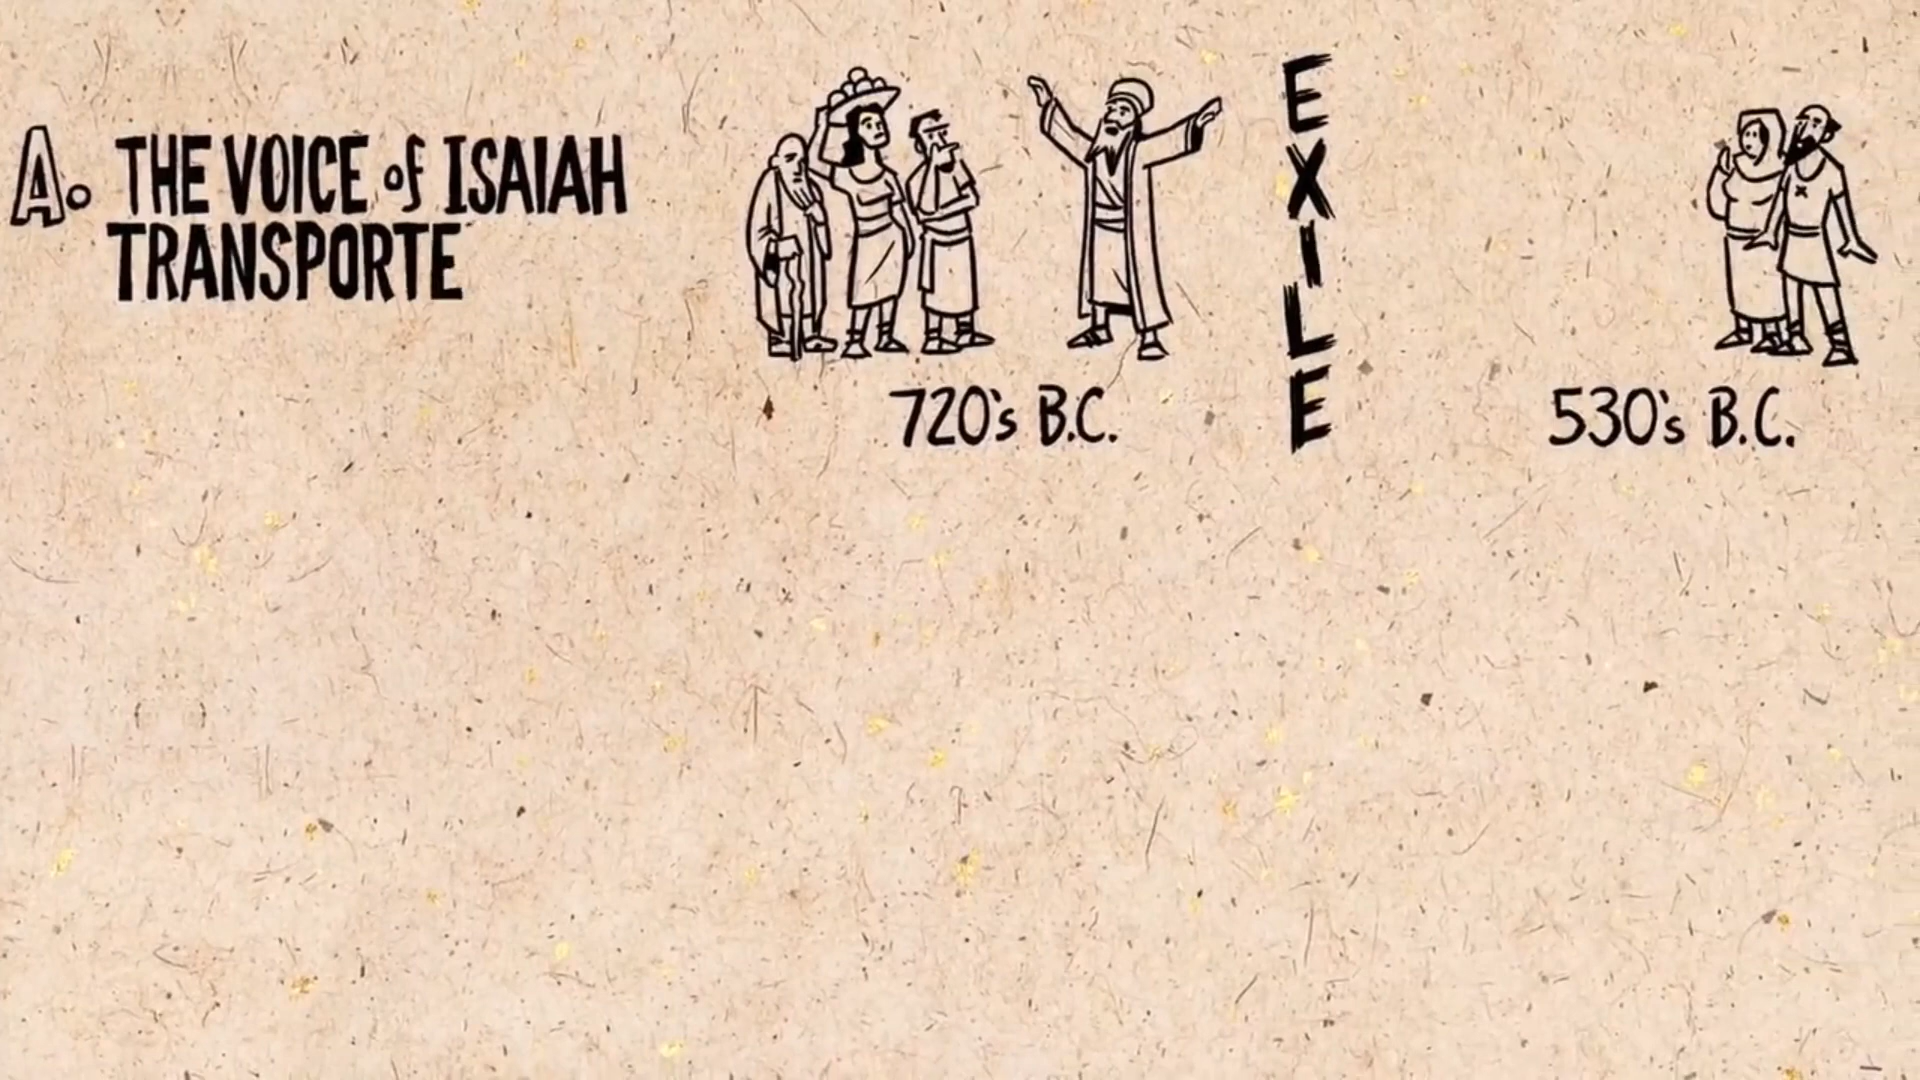 A. THE VOICE of ISAIAH
TRANSPORTE
EXILE
720's B.C.
530's B.C.